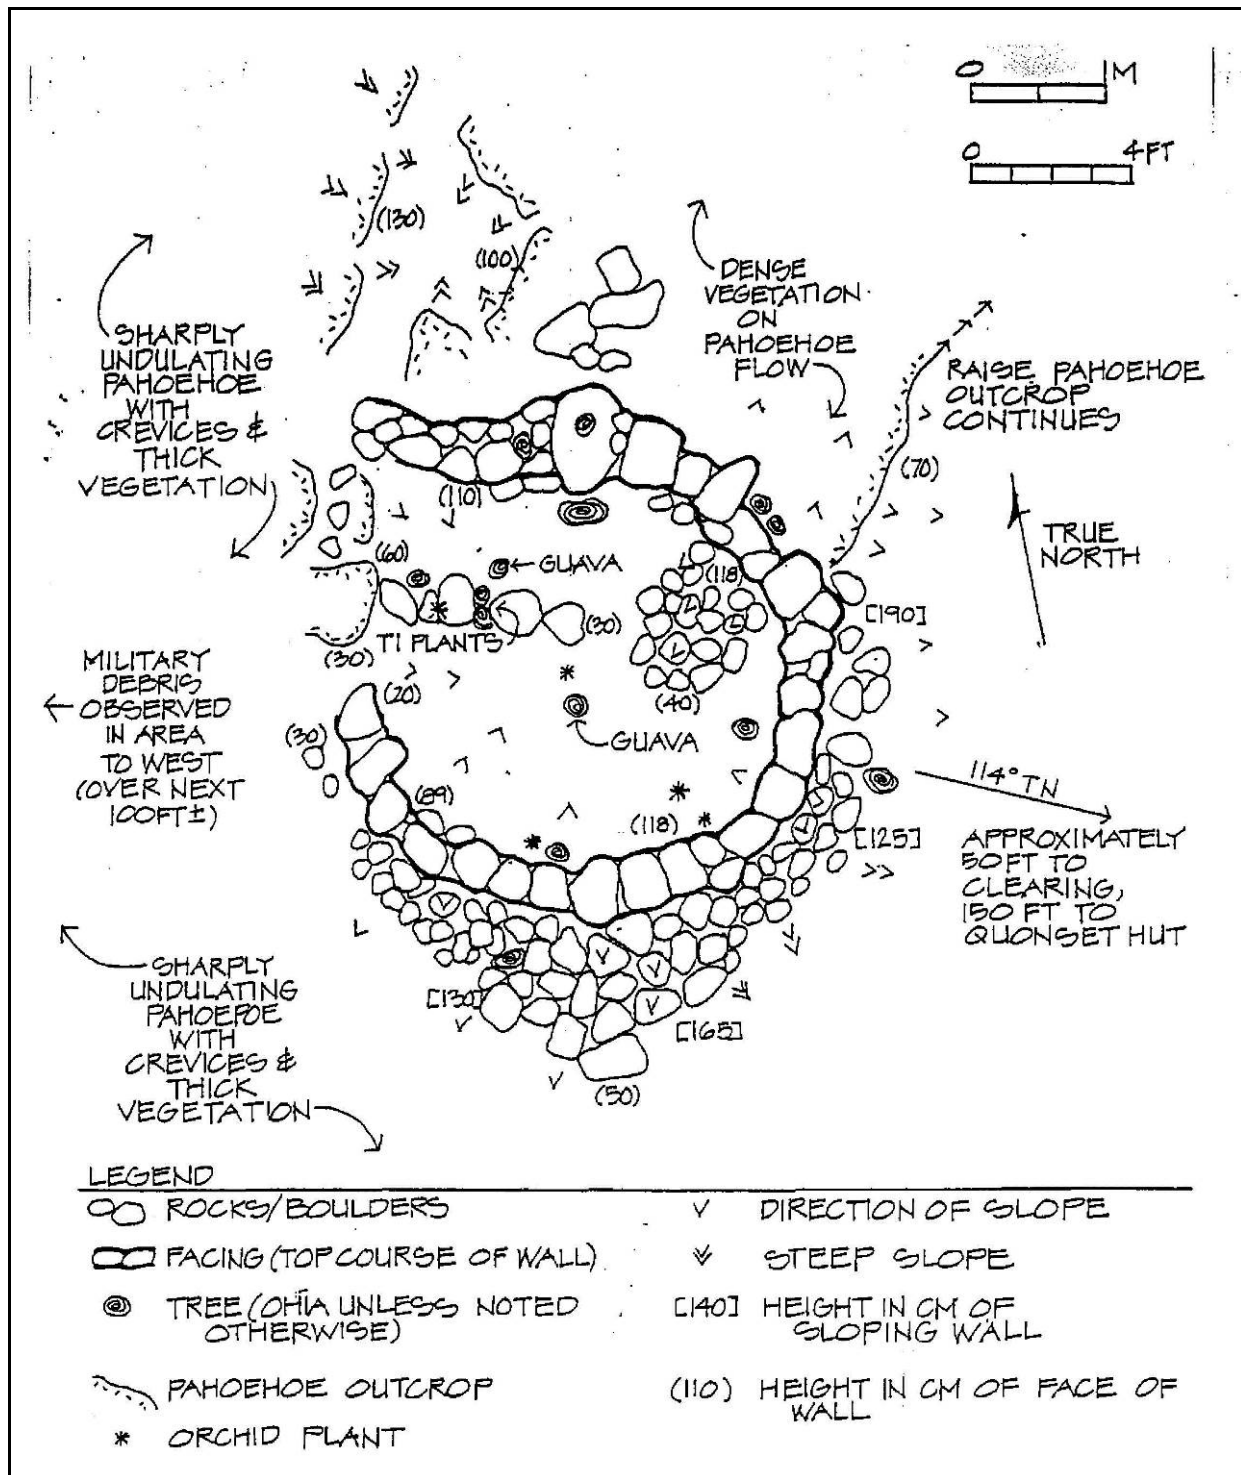 0 1M
0 4FT
(130)
(100)
DENSE
VEGETATION
ON
PAHOEHOE
FLOW
SHARPLY
UNDULATING
PAHOEHOE
WITH
CREVICES &
THICK
VEGETATION
RAISE PAHOEHOE
OUTCROP
CONTINUES
(70)
(110)
TRUE
NORTH
(60)
GUAVA
(118)
[190]
TI PLANTS
(30)
(30)
MILITARY
DEBRIS
OBSERVED
IN AREA
TO WEST
(OVER NEXT
100FT±)
(20)
(40)
(30)
GUAVA
114° TN
(89)
(118)
[125]
APPROXIMATELY
50FT TO
CLEARING,
150 FT TO
QUONSET HUT
SHARPLY
UNDULATING
PAHOEPOE
WITH
CREVICES &
THICK
VEGETATION
[130]
[165]
(50)
LEGEND
ROCKS/BOULDERS
FACING (TOP COURSE OF WALL)
TREE (OHIA UNLESS NOTED
OTHERWISE)
PAHOEHOE OUTCROP
ORCHID PLANT
DIRECTION OF SLOPE
STEEP SLOPE
[140] HEIGHT IN CM OF
SLOPING WALL
(110) HEIGHT IN CM OF FACE OF
WALL